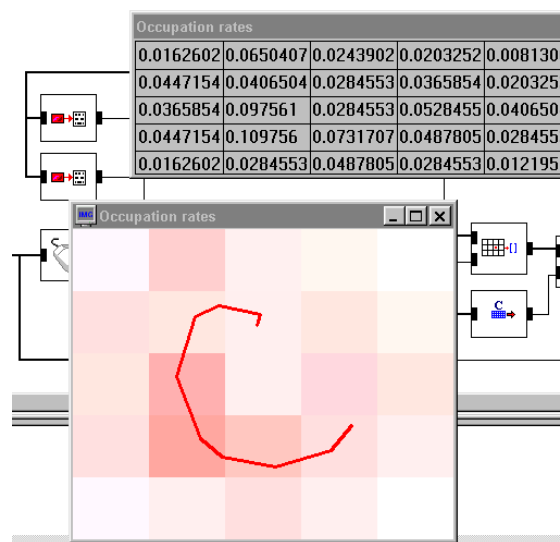 Occupation rates
0.0162602 0.0650407 0.0243902 0.0203252 0.008130
0.0447154 0.0406504 0.0284553 0.0365854 0.020325
0.0365854 0.097561 0.0284553 0.0528455 0.040650
0.0447154 0.109756 0.0731707 0.0487805 0.028455
0.0162602 0.0284553 0.0487805 0.0284553 0.012195
IMG Occupation rates
[]
C